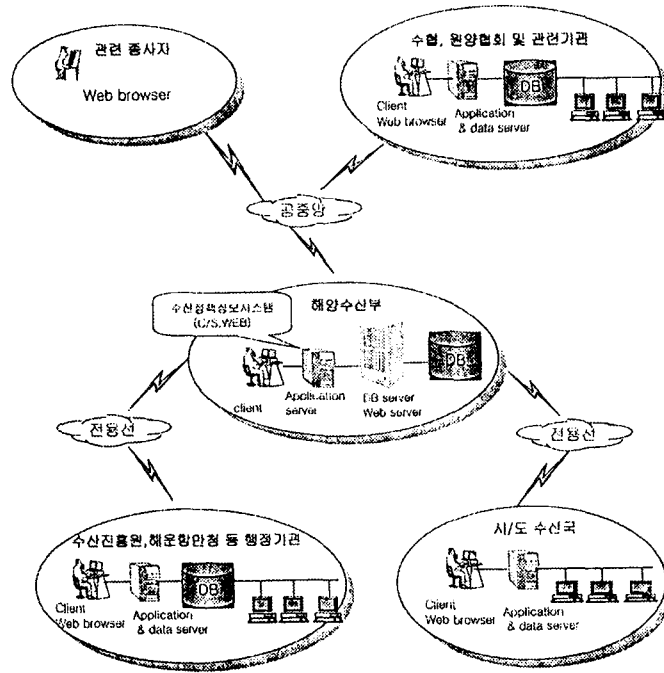 관련 종사자
Web browser
수협, 원양협회 및 관련기관
DB
Client
Web browser
Application
& data server
공중망
수산정책정보시스템
(C/S,WEB)
해양수산부
DB
client
Application
server
DB server
Web server
전용선
전용선
수산진흥원,해운항만청 등 행정기관
DB
Client
Web browser
Application
& data server
시/도 수산국
Client
Web browser
Application
& data server